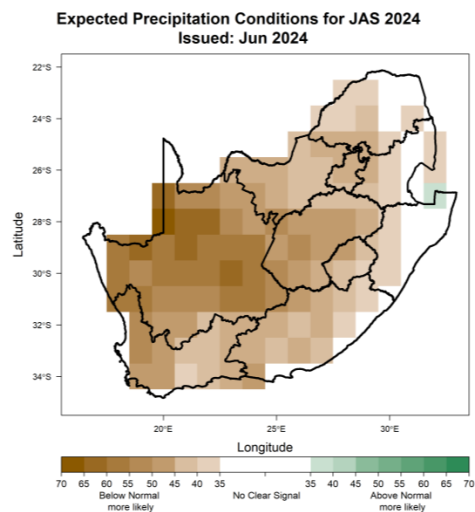 Expected Precipitation Conditions for JAS 2024
Issued: Jun 2024
22°S
24°S
26°S
28°S
30°S
32°S
34°S
Latitude
20°E 25°E 30°E
Longitude
70 65 60 55 50 45 40 35 35 40 45 50 55 60 65 70
Below Normal No Clear Signal Above Normal
more likely more likely